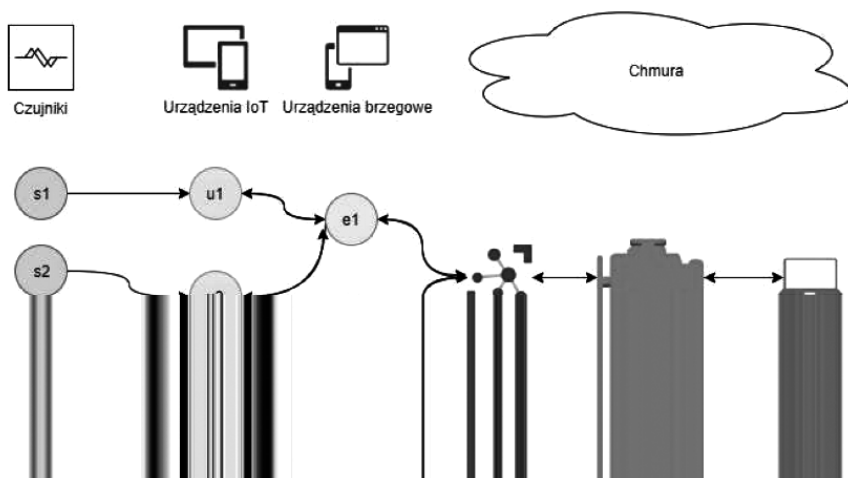 Chmura
Czujniki
Urządzenia IoT
Urządzenia brzegowe
s1
u1
e1
s2